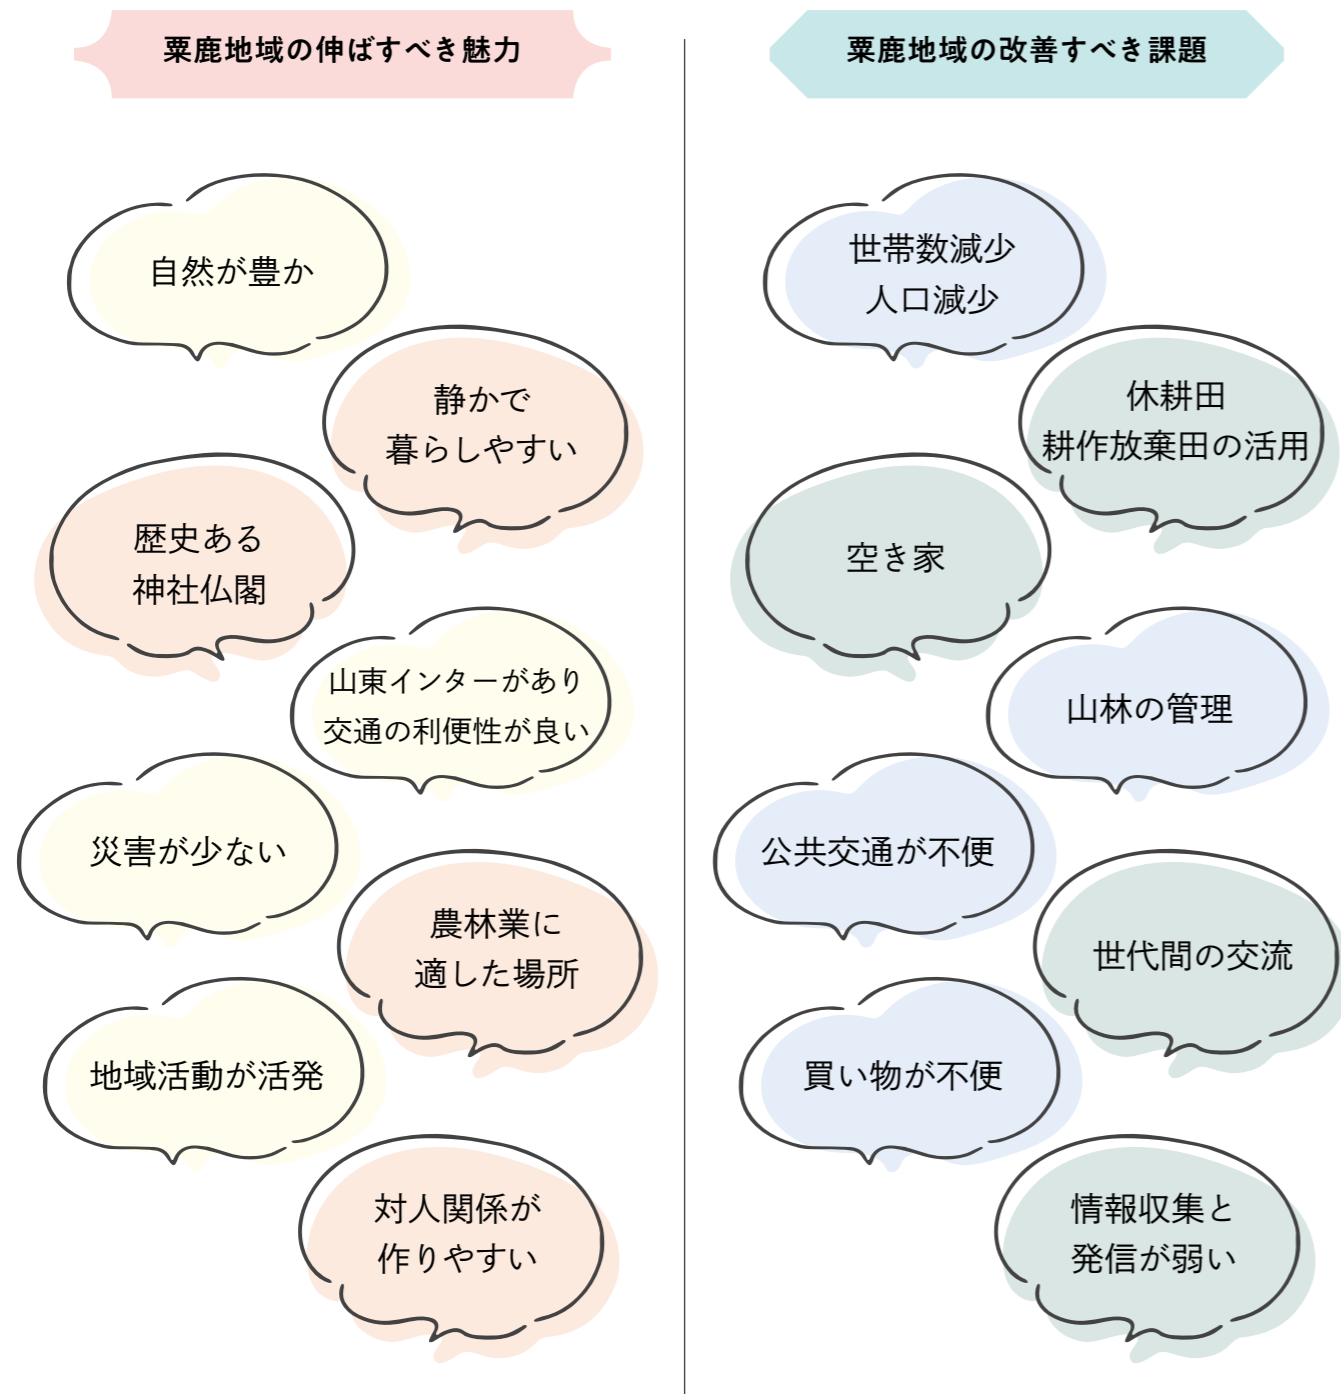 粟鹿地域の伸ばすべき魅力
自然が豊か
静かで
暮らしやすい
歴史ある
神社仏閣
山東インターがあり
交通の利便性が良い
災害が少ない
農林業に
適した場所
地域活動が活発
対人関係が
作りやすい
粟鹿地域の改善すべき課題
世帯数減少
人口減少
休耕田
耕作放棄田の活用
空き家
山林の管理
公共交通が不便
世代間の交流
買い物が不便
情報収集と
発信が弱い